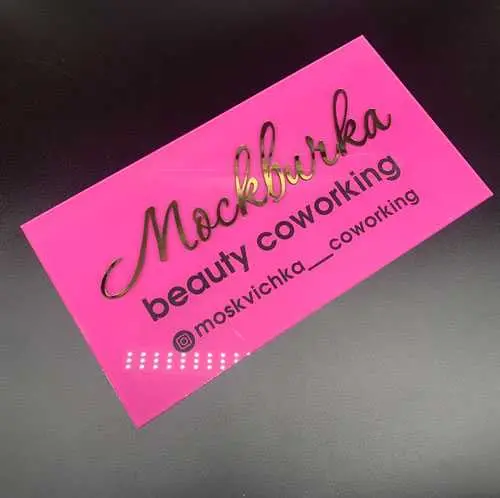 Москвичка
beauty coworking
@moskvichka__coworking